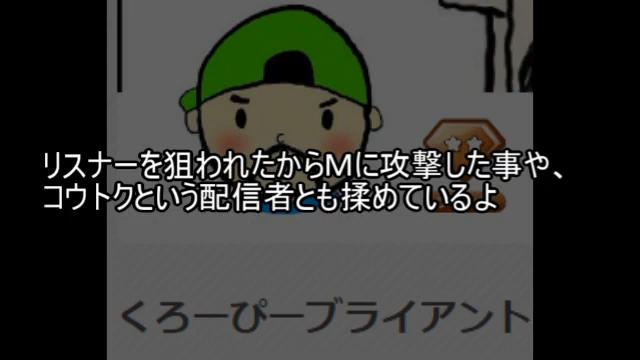 リスナーを狙われたからMに攻撃した事や、
コウトクという配信者とも揉めているよ
くろーぴーブライアント